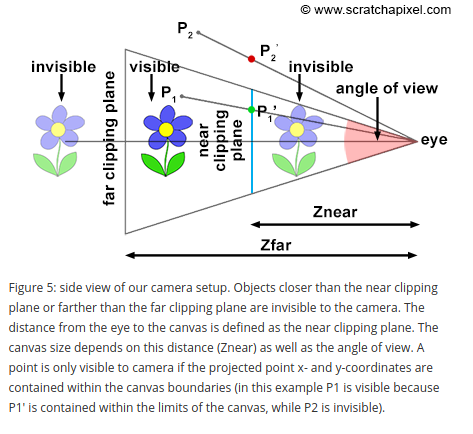 © www.scratchapixel.com
P2
P2'
invisible
visible
invisible
angle of view
P1
P1'
eye
far clipping plane
near
clipping
plane
Znear
Zfar
Figure 5: side view of our camera setup. Objects closer than the near clipping
plane or farther than the far clipping plane are invisible to the camera. The
distance from the eye to the canvas is defined as the near clipping plane. The
canvas size depends on this distance (Znear) as well as the angle of view. A
point is only visible to camera if the projected point x- and y-coordinates are
contained within the canvas boundaries (in this example P1 is visible because
P1' is contained within the limits of the canvas, while P2 is invisible).